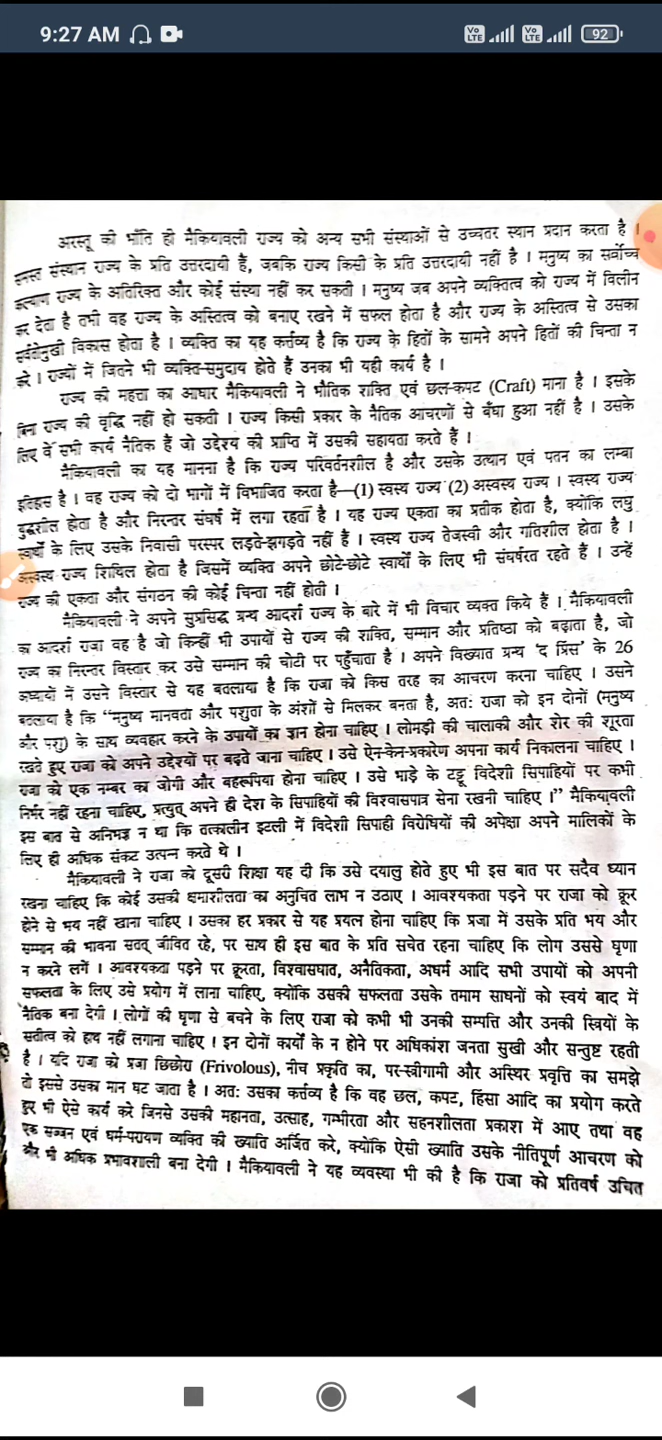 9:27 AM
Vo LTE Vo LTE 92
अरस्तू की भाँति ही मैकियावली राज्य को अन्य सभी संस्थाओं से उच्चतर स्थान प्रदान करता है ।
समस्त संस्थान राज्य के प्रति उत्तरदायी हैं, जबकि राज्य किसी के प्रति उत्तरदायी नहीं है । मनुष्य का सर्वोच्च
कल्याण राज्य के अतिरिक्त और कोई संस्था नहीं कर सकती । मनुष्य जब अपने व्यक्तित्व को राज्य में विलीन
कर देता है तभी वह राज्य के अस्तित्व को बनाए रखने में सफल होता है और राज्य के अस्तित्व से उसका
सर्वतोमुखी विकास होता है । व्यक्ति का यह कर्त्तव्य है कि राज्य के हितों के सामने अपने हितों की चिन्ता न
करे । राज्यों में जितने भी व्यक्ति-समुदाय होते हैं उनका भी यही कार्य है ।
राज्य की महत्ता का आधार मैकियावली ने भौतिक शक्ति एवं छल-कपट (Craft) माना है । इसके
बिना राज्य की वृद्धि नहीं हो सकती । राज्य किसी प्रकार के नैतिक आचरणों से बँधा हुआ नहीं है । उसके
लिए वे सभी कार्य नैतिक हैं जो उद्देश्य की प्राप्ति में उसकी सहायता करते हैं ।
मैकियावली का यह मानना है कि राज्य परिवर्तनशील है और उसके उत्थान एवं पतन का लम्बा
इतिहास है । वह राज्य को दो भागों में विभाजित करता है—(1) स्वस्थ राज्य (2) अस्वस्थ राज्य । स्वस्थ राज्य
युद्धशील होता है और निरन्तर संघर्ष में लगा रहता है । यह राज्य एकता का प्रतीक होता है, क्योंकि लघु
स्वार्थों के लिए उसके निवासी परस्पर लड़ते-झगड़ते नहीं हैं । स्वस्थ राज्य तेजस्वी और गतिशील होता है ।
अस्वस्थ राज्य शिथिल होता है जिसमें व्यक्ति अपने छोटे-छोटे स्वार्थों के लिए भी संघर्षरत रहते हैं । उन्हें
राज्य की एकता और संगठन की कोई चिन्ता नहीं होती ।
मैकियावली ने अपने सुप्रसिद्ध ग्रन्थ आदर्श राज्य के बारे में भी विचार व्यक्त किये हैं । मैकियावली
का आदर्श राजा वह है जो किन्हीं भी उपायों से राज्य की शक्ति, सम्मान और प्रतिष्ठा को बढ़ाता है, जो
राज्य का निरन्तर विस्तार कर उसे सम्मान की चोटी पर पहुँचाता है । अपने विख्यात ग्रन्थ ‘द प्रिंस’ के 26
अध्यायों में उसने विस्तार से यह बतलाया है कि राजा को किस तरह का आचरण करना चाहिए । उसने
बतलाया है कि “मनुष्य मानवता और पशुता के अंशों से मिलकर बनता है, अतः राजा को इन दोनों (मनुष्य
और पशु) के साथ व्यवहार करने के उपायों का ज्ञान होना चाहिए । लोमड़ी की चालाकी और शेर की शूरता
रखते हुए राजा को अपने उद्देश्यों पर बढ़ते जाना चाहिए । उसे ऐन-केन-प्रकारेण अपना कार्य निकालना चाहिए ।
राजा को एक नम्बर का जोगी और बहरूपिया होना चाहिए । उसे भाड़े के टट्टू विदेशी सिपाहियों पर कभी
निर्भर नहीं रहना चाहिए, प्रत्युत् अपने ही देश के सिपाहियों की विश्वासपात्र सेना रखनी चाहिए ।” मैकियावली
इस बात से अनभिज्ञ न था कि तत्कालीन इटली में विदेशी सिपाही विरोधियों की अपेक्षा अपने मालिकों के
लिए ही अधिक संकट उत्पन्न करते थे ।
मैकियावली ने राजा को दूसरी शिक्षा यह दी कि उसे दयालु होते हुए भी इस बात पर सदैव ध्यान
रखना चाहिए कि कोई उसकी क्षमाशीलता का अनुचित लाभ न उठाए । आवश्यकता पड़ने पर राजा को क्रूर
होने से भय नहीं खाना चाहिए । उसका हर प्रकार से यह प्रयत्न होना चाहिए कि प्रजा में उसके प्रति भय और
सम्मान की भावना सतत् जीवित रहे, पर साथ ही इस बात के प्रति सचेत रहना चाहिए कि लोग उससे घृणा
न करने लगें । आवश्यकता पड़ने पर क्रूरता, विश्वासघात, अनैतिकता, अधर्म आदि सभी उपायों को अपनी
सफलता के लिए उसे प्रयोग में लाना चाहिए, क्योंकि उसकी सफलता उसके तमाम साधनों को स्वयं बाद में
नैतिक बना देगी । लोगों की घृणा से बचने के लिए राजा को कभी भी उनकी सम्पत्ति और उनकी स्त्रियों के
सतीत्व को हाथ नहीं लगाना चाहिए । इन दोनों कार्यों के न होने पर अधिकांश जनता सुखी और सन्तुष्ट रहती
है । यदि राजा को प्रजा छिछोरा (Frivolous), नीच प्रकृति का, पर-स्त्रीगामी और अस्थिर प्रवृत्ति का समझे
तो इससे उसका मान घट जाता है । अतः उसका कर्त्तव्य है कि वह छल, कपट, हिंसा आदि का प्रयोग करते
हुए भी ऐसे कार्य करे जिनसे उसकी महानता, उत्साह, गम्भीरता और सहनशीलता प्रकाश में आए तथा वह
एक सज्जन एवं धर्म-परायण व्यक्ति की ख्याति अर्जित करे, क्योंकि ऐसी ख्याति उसके नीतिपूर्ण आचरण को
और भी अधिक प्रभावशाली बना देगी । मैकियावली ने यह व्यवस्था भी की है कि राजा को प्रतिवर्ष उचित